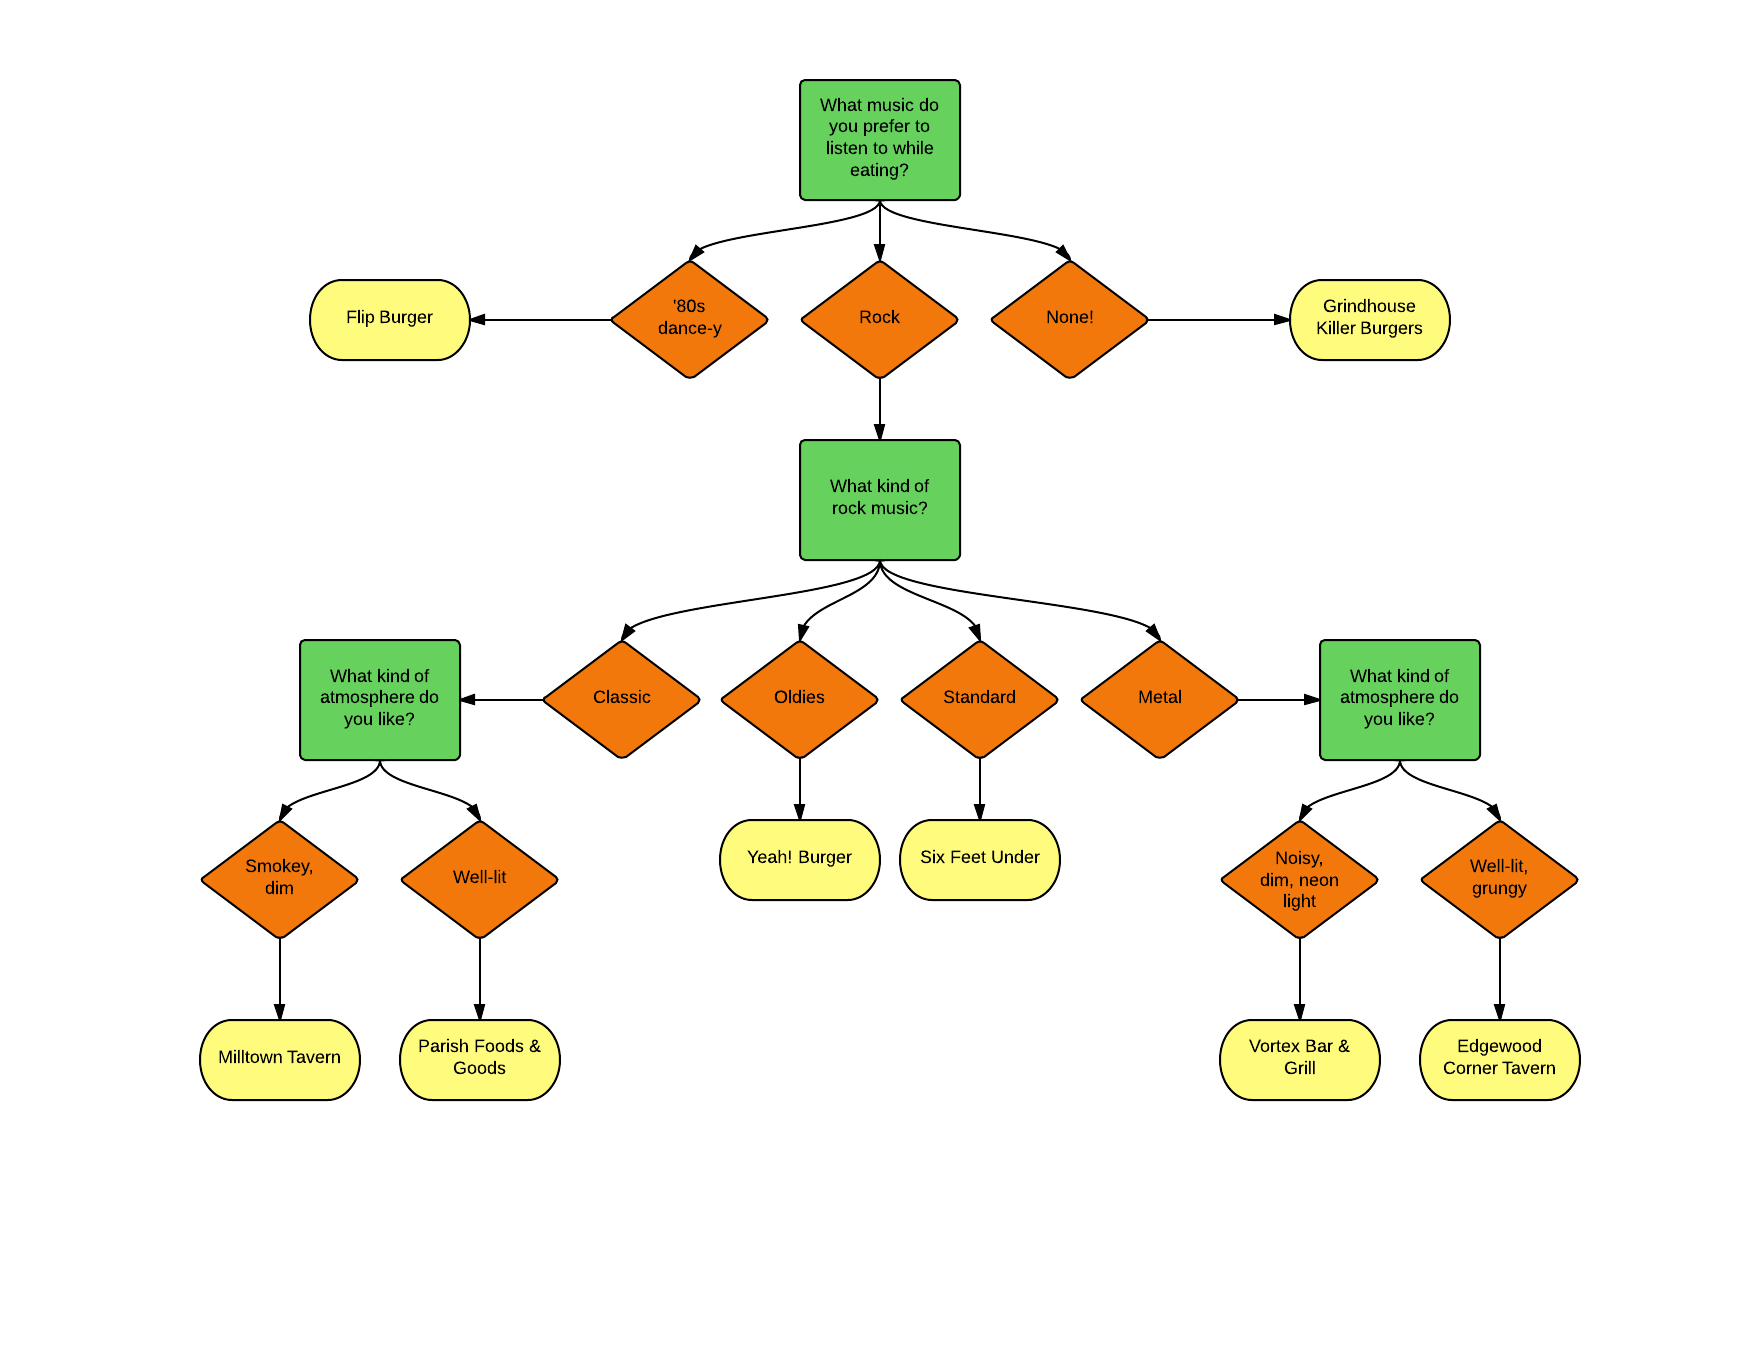 What music do
you prefer to
listen to while
eating?
Flip Burger
'80s
dance-y
Rock
None!
Grindhouse
Killer Burgers
What kind of
rock music?
What kind of
atmosphere do
you like?
Classic
Oldies
Standard
Metal
What kind of
atmosphere do
you like?
Smokey,
dim
Well-lit
Yeah! Burger
Six Feet Under
Noisy,
dim, neon
light
Well-lit,
grungy
Milltown Tavern
Parish Foods &
Goods
Vortex Bar &
Grill
Edgewood
Corner Tavern